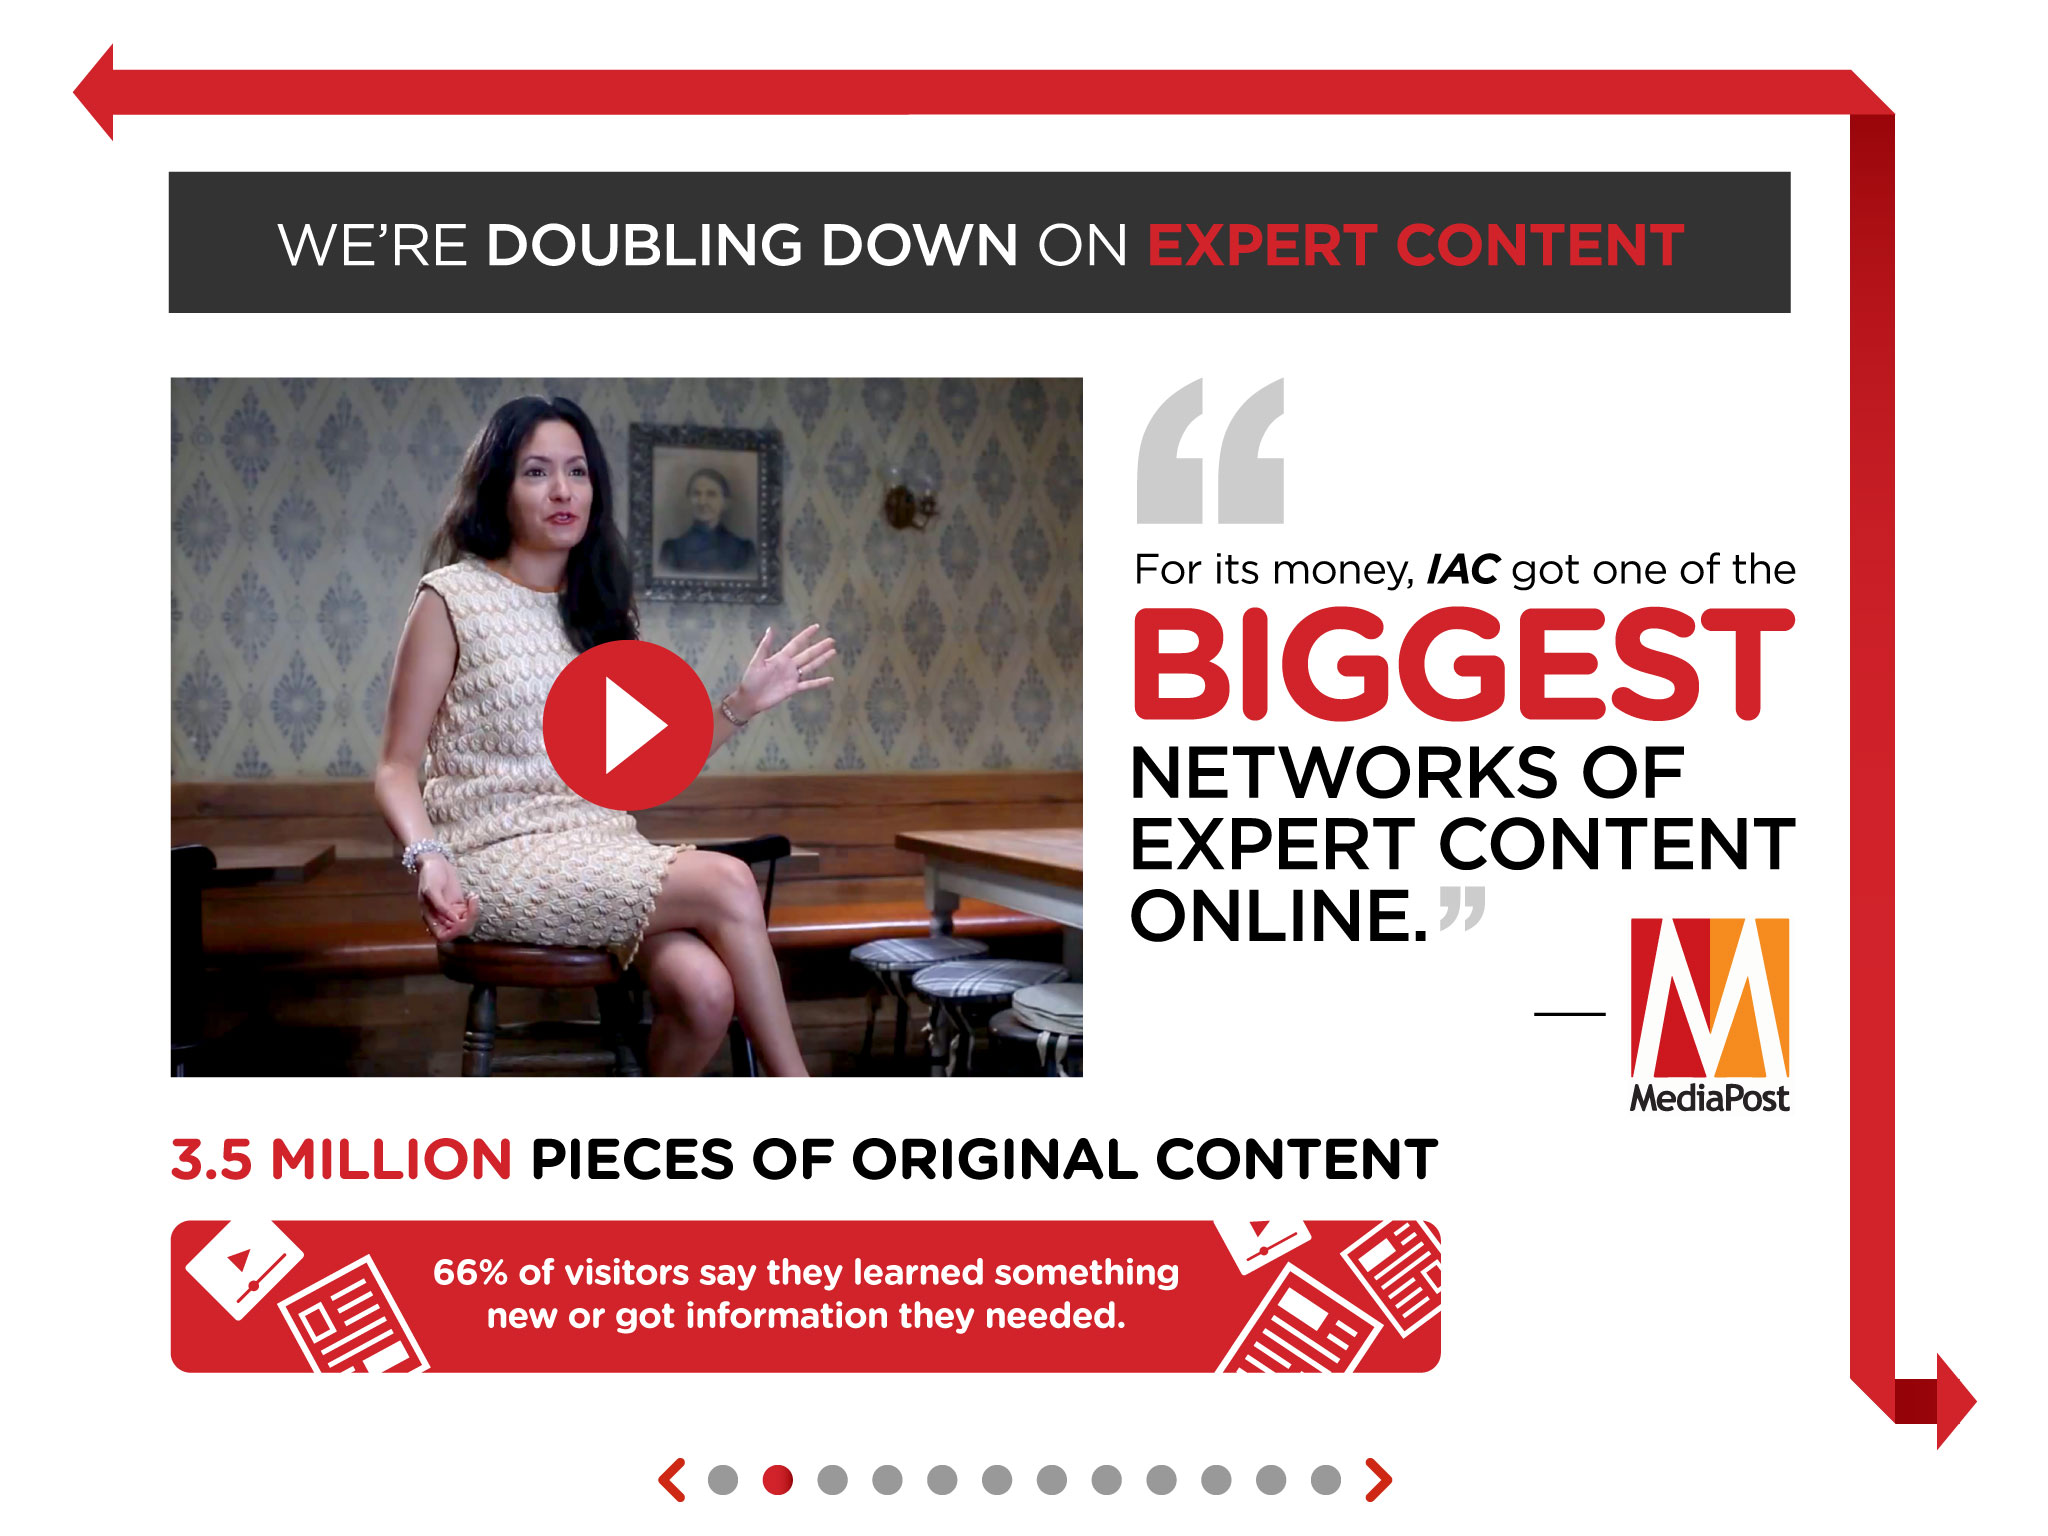 WE’RE DOUBLING DOWN ON EXPERT CONTENT
“
For its money, IAC got one of the
BIGGEST
NETWORKS OF
EXPERT CONTENT
ONLINE.”
—
MediaPost
3.5 MILLION PIECES OF ORIGINAL CONTENT
66% of visitors say they learned something
new or got information they needed.